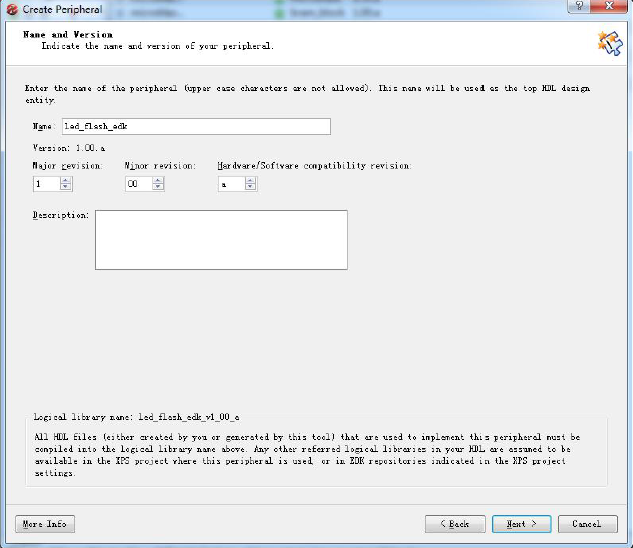 Create Peripheral
Name and Version
Indicate the name and version of your peripheral.
Enter the name of the peripheral (upper case characters are not allowed). This name will be used as the top HDL design
entity.
Name: led_flash_edk
Version: 1.00.a
Major revision: Minor revision: Hardware/Software compatibility revision:
1 00 a
Description:
Logical library name: led_flash_edk_v1_00_a
All HDL files (either created by you or generated by this tool) that are used to implement this peripheral must be
compiled into the logical library name above. Any other referred logical libraries in your HDL are assumed to be
available in the XPS project where this peripheral is used, or in EDK repositories indicated in the XPS project
settings.
More Info < Back Next > Cancel